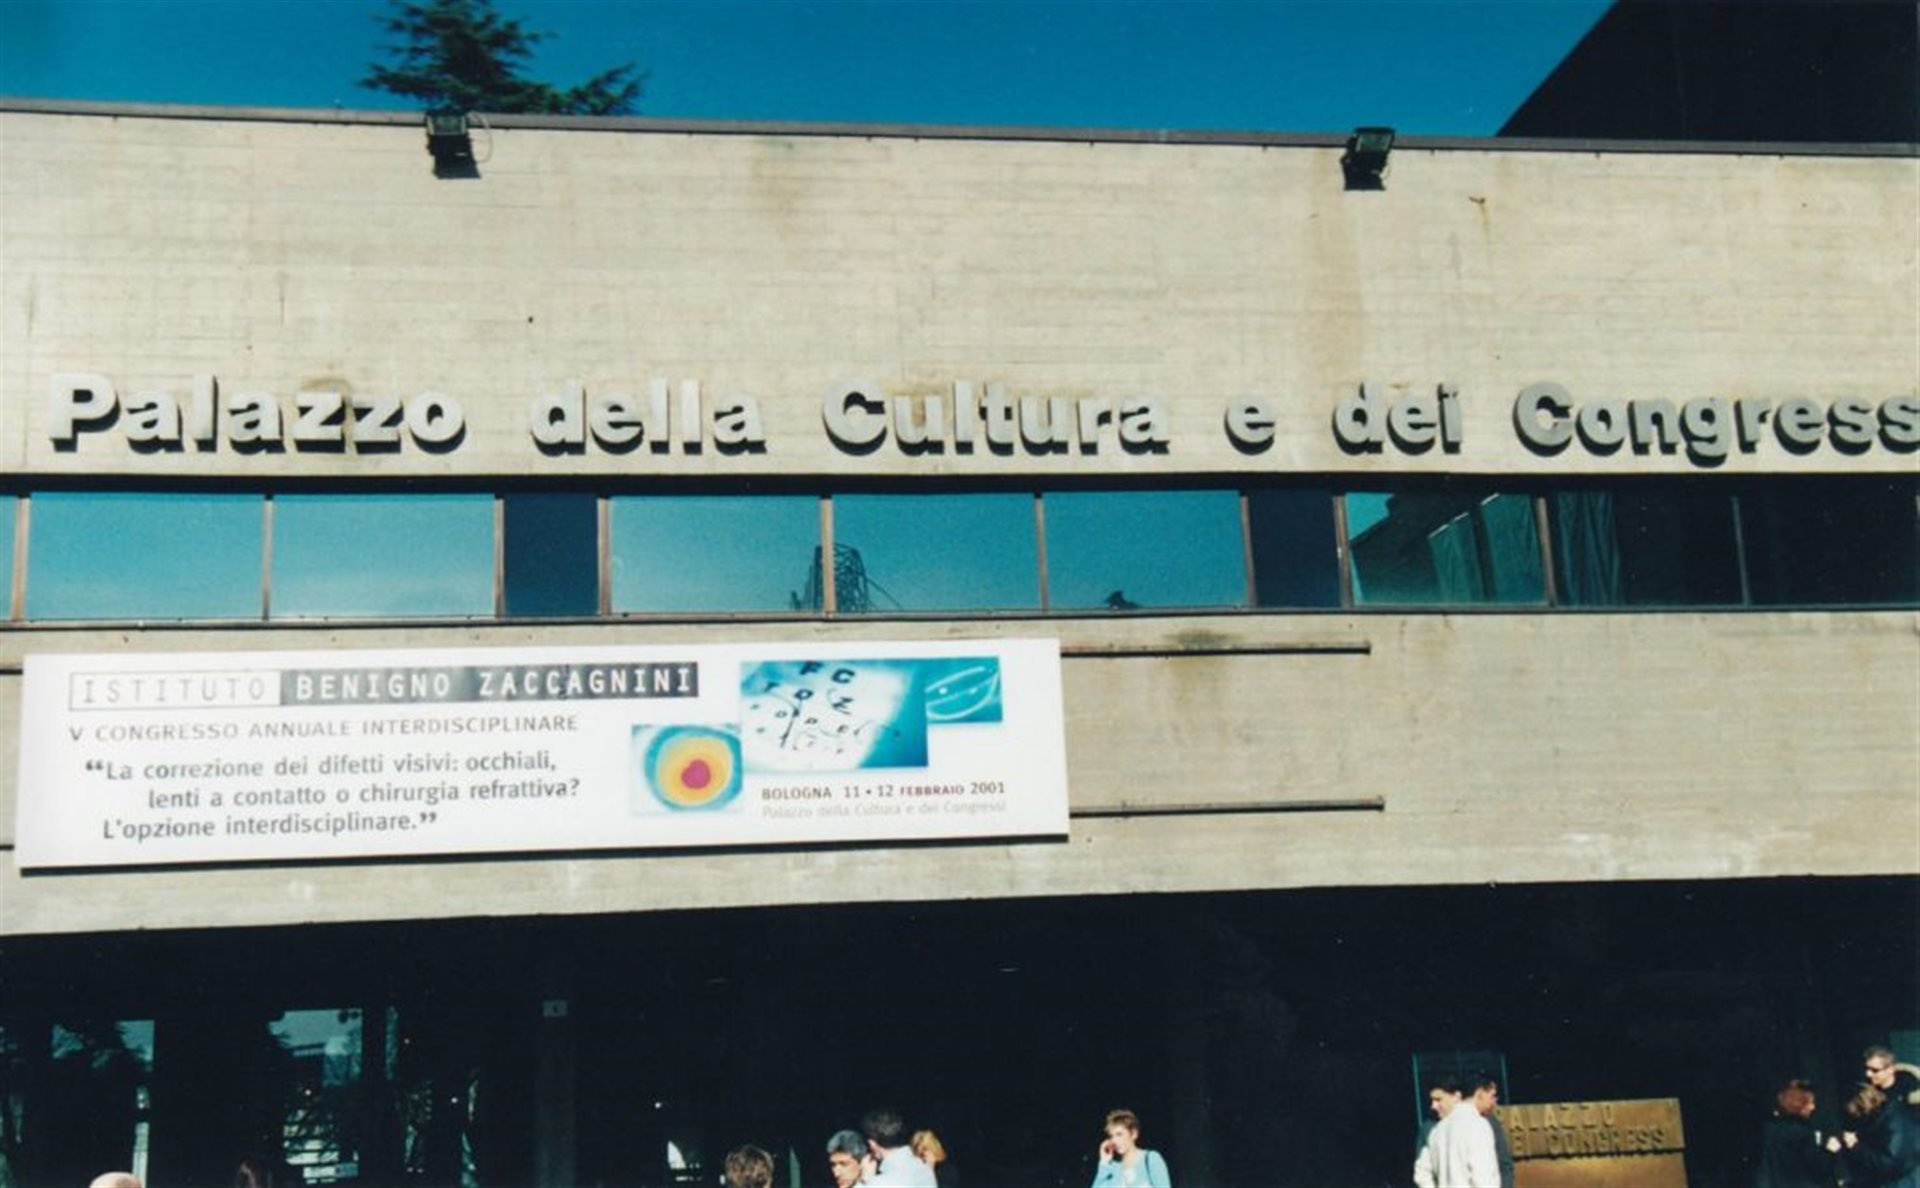 Palazzo della Cultura e dei Congress
ISTITUTO BENIGNO ZACCAGNINI
V CONGRESSO ANNUALE INTERDISCIPLINARE
“La correzione dei difetti visivi: occhiali,
lenti a contatto o chirurgia refrattiva?
L'opzione interdisciplinare.”
BOLOGNA 11 • 12 FEBBRAIO 2001
Palazzo della Cultura e dei Congressi
PALAZZO
DEI CONGRESSI